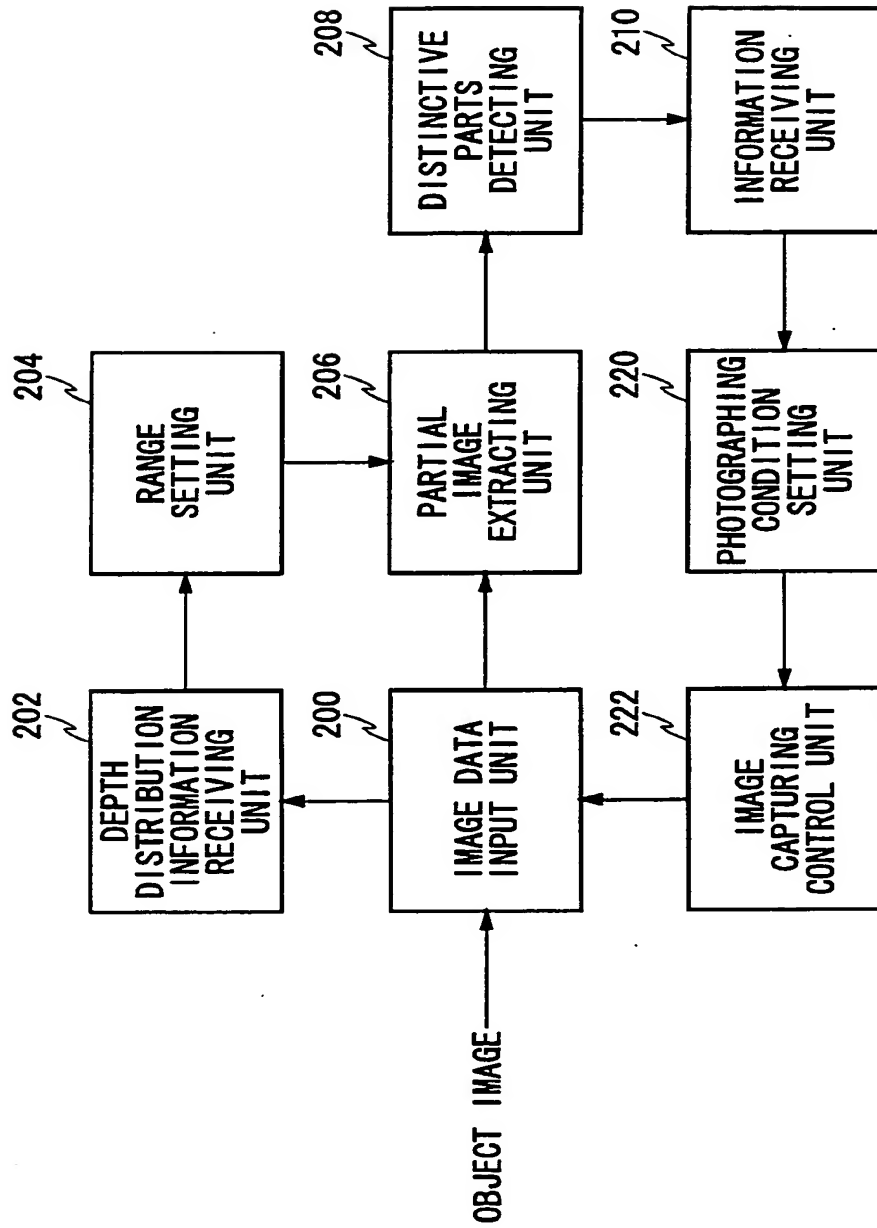 202
DEPTH
DISTRIBUTION
INFORMATION
RECEIVING
UNIT
204
RANGE
SETTING
UNIT
208
DISTINCTIVE
PARTS
DETECTING
UNIT
OBJECT IMAGE
200
IMAGE DATA
INPUT UNIT
206
PARTIAL
IMAGE
EXTRACTING
UNIT
210
INFORMATION
RECEIVING
UNIT
222
IMAGE
CAPTURING
CONTROL UNIT
220
PHOTOGRAPHING
CONDITION
SETTING
UNIT